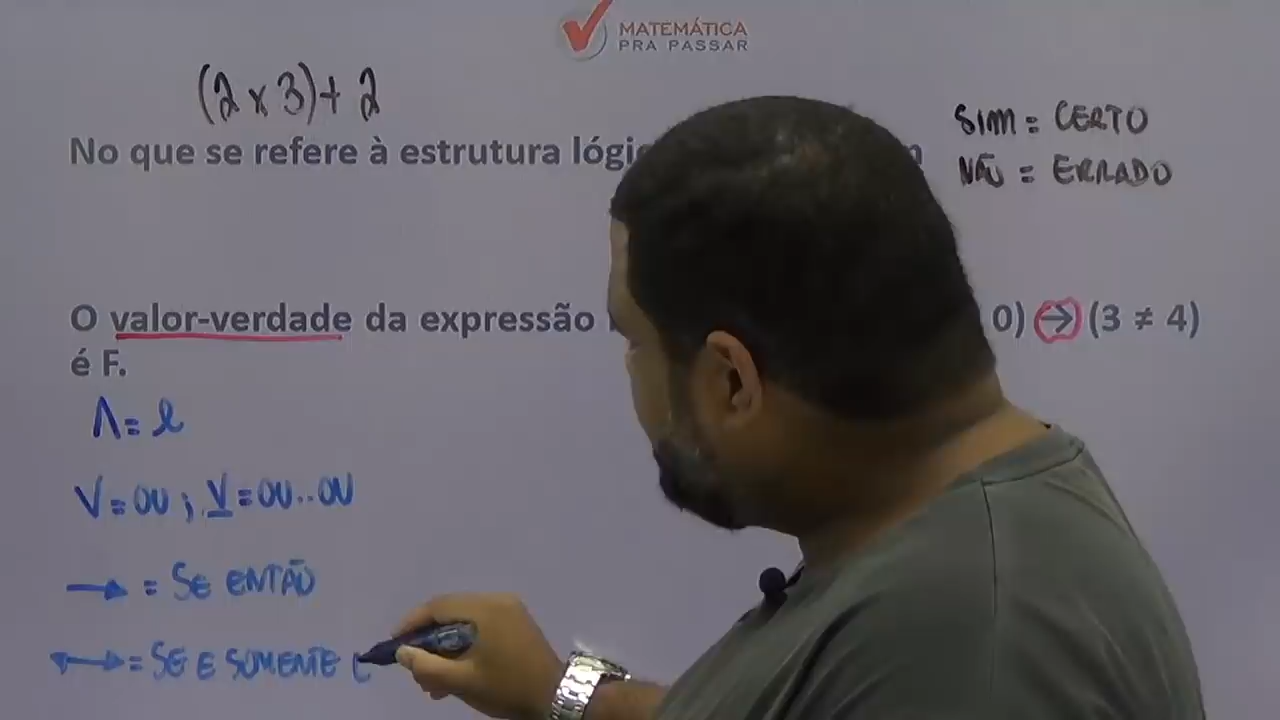 MATEMÁTICA
PRA PASSAR
(2 x 3) + 2
No que se refere à estrutura
SIM = CERTO
NÃO = ERRADO
O valor-verdade da expressão 0) → (3 ≠ 4)
é F.
Λ = e
V = OU ; V = OU..OU
→ = SE ENTÃO
↔ = SE E SOMENTE